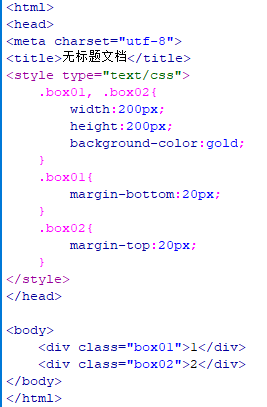 <html>
<head>
<meta charset="utf-8">
<title>无标题文档</title>
<style type="text/css">
    .box01, .box02{
        width:200px;
        height:200px;
        background-color:gold;
    }
    .box01{
        margin-bottom:20px;
    }
    .box02{
        margin-top:20px;
    }
</style>
</head>

<body>
    <div class="box01">1</div>
    <div class="box02">2</div>
</body>
</html>